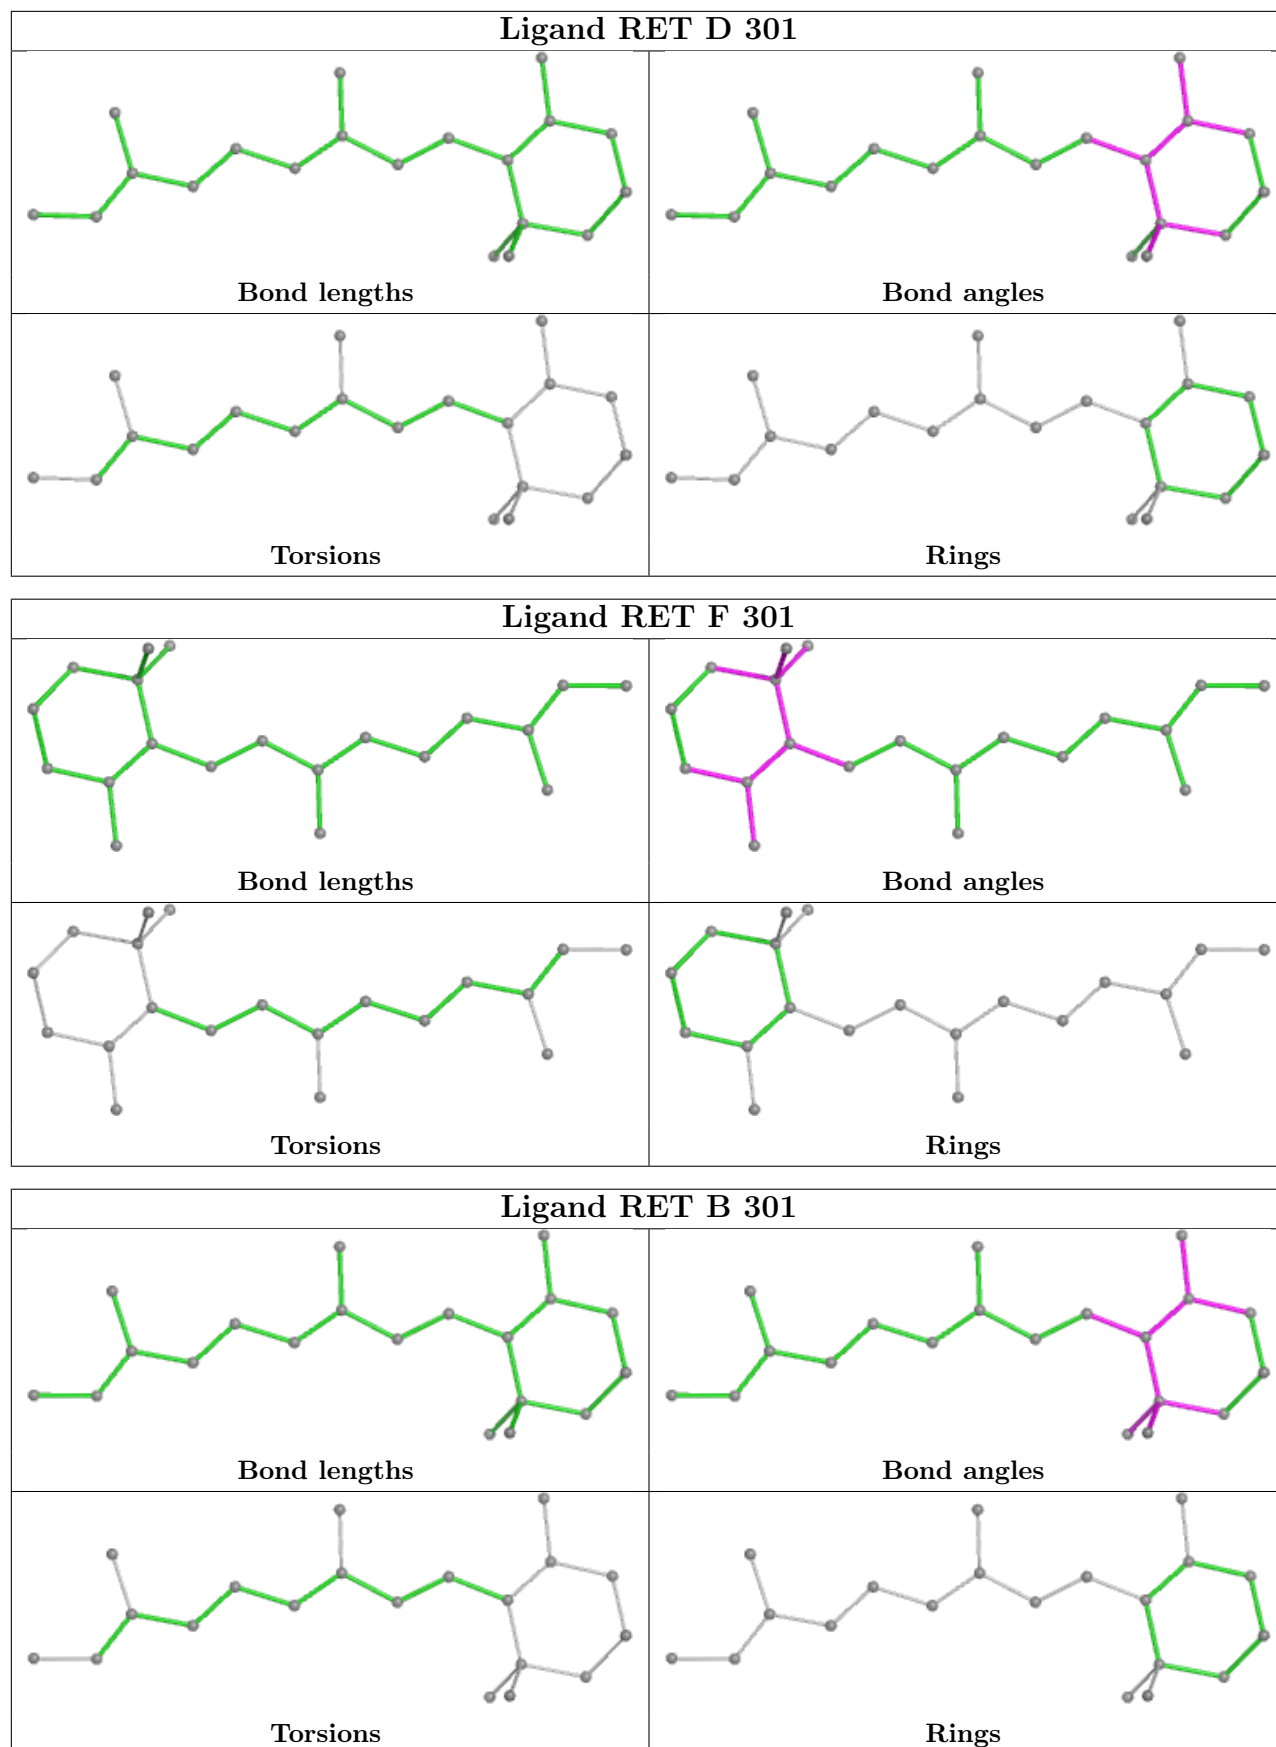 Ligand RET D 301
Bond lengths
Bond angles
Torsions
Rings
Ligand RET F 301
Bond lengths
Bond angles
Torsions
Rings
Ligand RET B 301
Bond lengths
Bond angles
Torsions
Rings